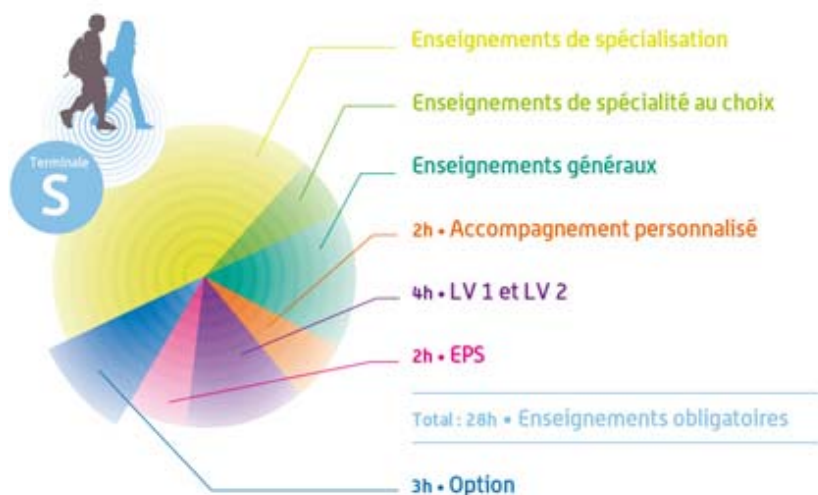 Enseignements de spécialisation
Enseignements de spécialité au choix
Terminale
S
Enseignements généraux
2h • Accompagnement personnalisé
4h • LV 1 et LV 2
2h • EPS
Total : 28h • Enseignements obligatoires
3h • Option